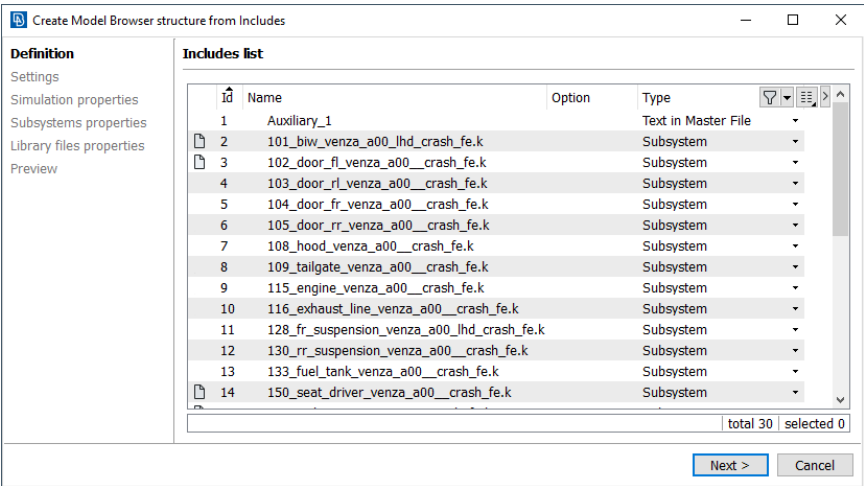 Create Model Browser structure from Includes
Definition
Settings
Simulation properties
Subsystems properties
Library files properties
Preview
Includes list
Id Name Option Type
1 Auxiliary_1 Text in Master File
2 101_biw_venza_a00_lhd_crash_fe.k Subsystem
3 102_door_fl_venza_a00__crash_fe.k Subsystem
4 103_door_rl_venza_a00__crash_fe.k Subsystem
5 104_door_fr_venza_a00__crash_fe.k Subsystem
6 105_door_rr_venza_a00__crash_fe.k Subsystem
7 108_hood_venza_a00__crash_fe.k Subsystem
8 109_tailgate_venza_a00__crash_fe.k Subsystem
9 115_engine_venza_a00__crash_fe.k Subsystem
10 116_exhaust_line_venza_a00__crash_fe.k Subsystem
11 128_fr_suspension_venza_a00_lhd_crash_fe.k Subsystem
12 130_rr_suspension_venza_a00__crash_fe.k Subsystem
13 133_fuel_tank_venza_a00__crash_fe.k Subsystem
14 150_seat_driver_venza_a00__crash_fe.k Subsystem
total 30 selected 0
Next > Cancel